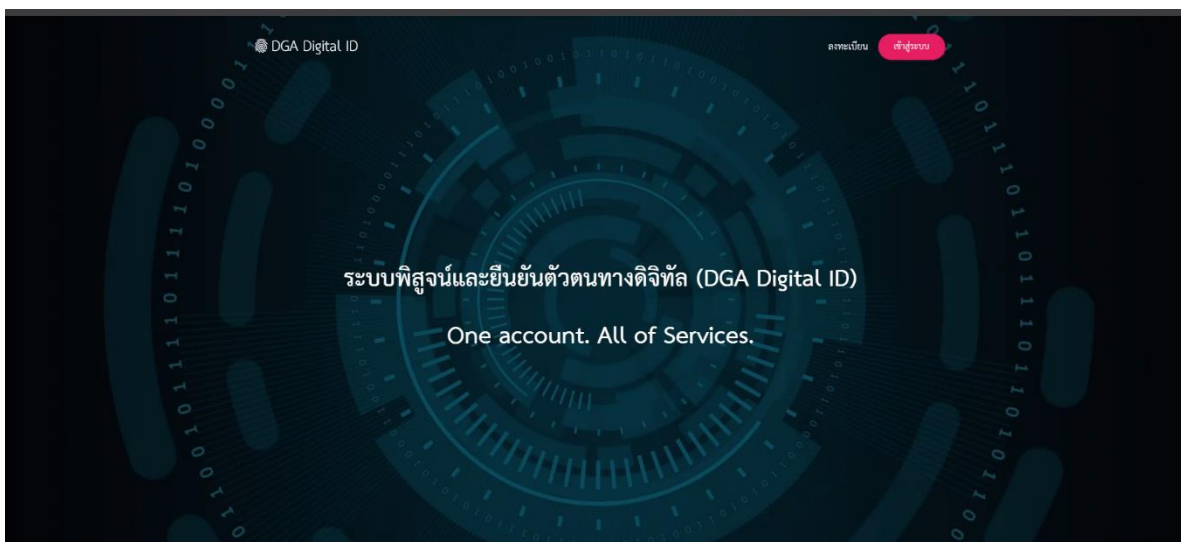 DGA Digital ID
ลงทะเบียน เข้าสู่ระบบ
ระบบพิสูจน์และยืนยันตัวตนทางดิจิทัล (DGA Digital ID)
One account. All of Services.